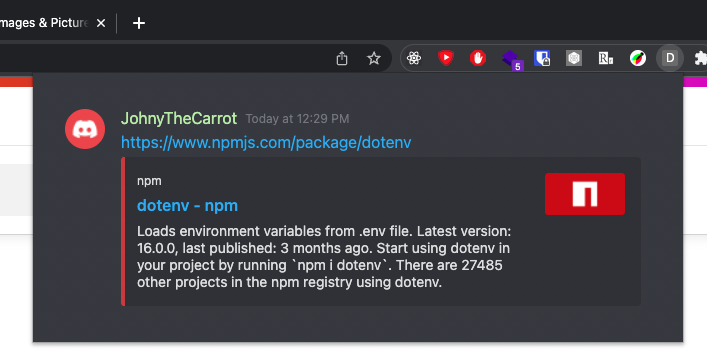 mages & Picture
5
D
JohnyTheCarrot Today at 12:29 PM
https://www.npmjs.com/package/dotenv
npm
dotenv - npm
Loads environment variables from .env file. Latest version:
16.0.0, last published: 3 months ago. Start using dotenv in
your project by running `npm i dotenv`. There are 27485
other projects in the npm registry using dotenv.